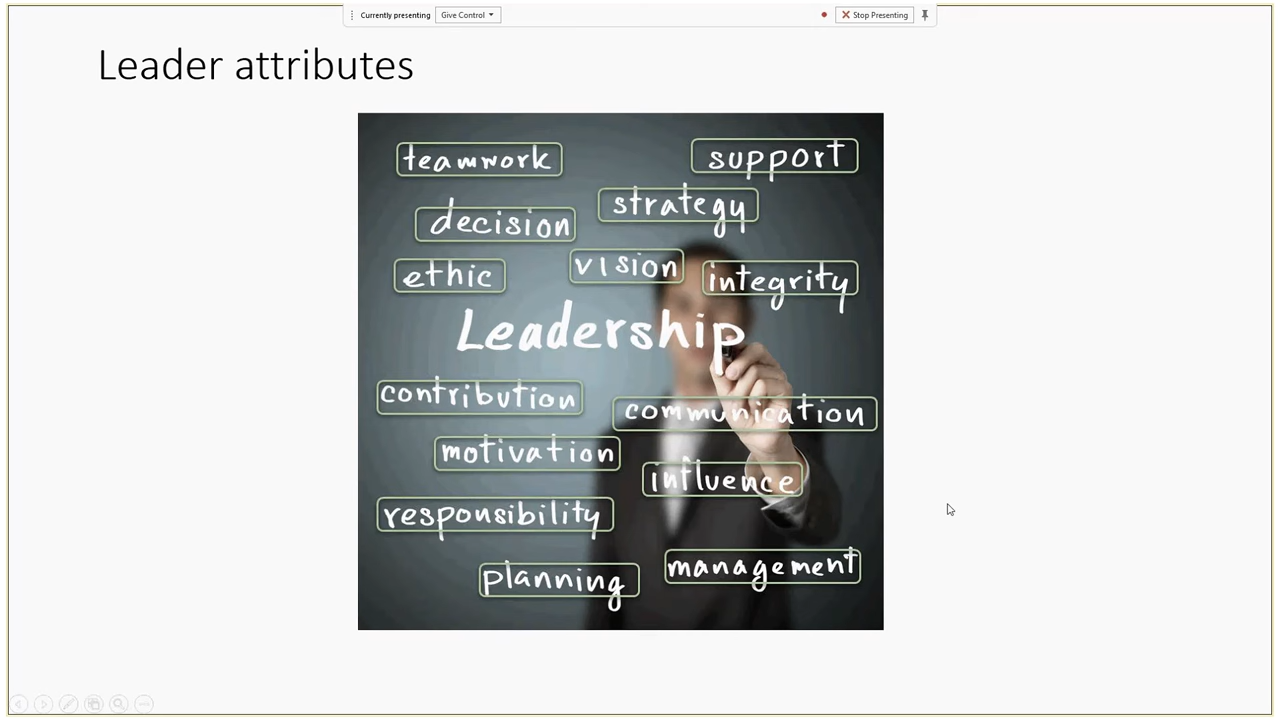 Currently presenting Give Control Stop Presenting
Leader attributes
teamwork support
decision strategy
ethic vision integrity
Leadership
contribution communication
motivation influence
responsibility
planning management